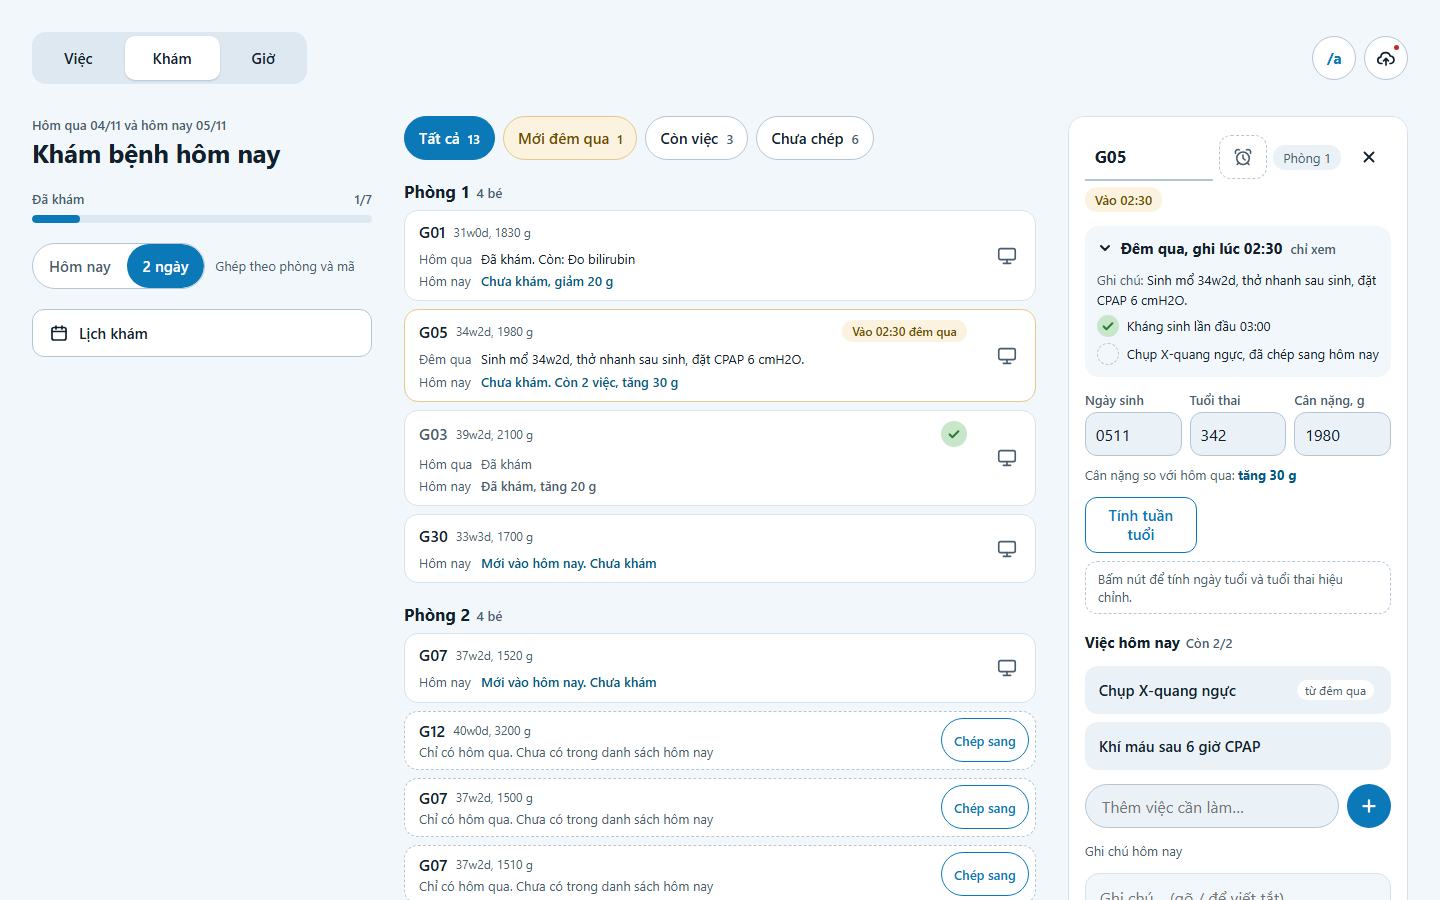 Việc
Khám
Giờ
/a
Hôm qua 04/11 và hôm nay 05/11
Khám bệnh hôm nay
Đã khám 1/7
Hôm nay
2 ngày
Ghép theo phòng và mã
Lịch khám
Tất cả 13
Mới đêm qua 1
Còn việc 3
Chưa chép 6
Phòng 1 4 bé
G01 31w0d, 1830 g
Hôm qua Đã khám. Còn: Đo bilirubin
Hôm nay Chưa khám, giảm 20 g
G05 34w2d, 1980 g Vào 02:30 đêm qua
Đêm qua Sinh mổ 34w2d, thở nhanh sau sinh, đặt CPAP 6 cmH2O.
Hôm nay Chưa khám. Còn 2 việc, tăng 30 g
G03 39w2d, 2100 g
Hôm qua Đã khám
Hôm nay Đã khám, tăng 20 g
G30 33w3d, 1700 g
Hôm nay Mới vào hôm nay. Chưa khám
Phòng 2 4 bé
G07 37w2d, 1520 g
Hôm nay Mới vào hôm nay. Chưa khám
G12 40w0d, 3200 g
Chỉ có hôm qua. Chưa có trong danh sách hôm nay
Chép sang
G07 37w2d, 1500 g
Chỉ có hôm qua. Chưa có trong danh sách hôm nay
Chép sang
G07 37w2d, 1510 g
Chỉ có hôm qua. Chưa có trong danh sách hôm nay
Chép sang
G05
Phòng 1
Vào 02:30
Đêm qua, ghi lúc 02:30 chỉ xem
Ghi chú: Sinh mổ 34w2d, thở nhanh sau sinh, đặt
CPAP 6 cmH2O.
Kháng sinh lần đầu 03:00
Chụp X-quang ngực, đã chép sang hôm nay
Ngày sinh Tuổi thai Cân nặng, g
0511 342 1980
Cân nặng so với hôm qua: tăng 30 g
Tính tuần
tuổi
Bấm nút để tính ngày tuổi và tuổi thai hiệu
chỉnh.
Việc hôm nay Còn 2/2
Chụp X-quang ngực từ đêm qua
Khí máu sau 6 giờ CPAP
Thêm việc cần làm...
Ghi chú hôm nay
Ghi chú... (gõ / để viết tắt)